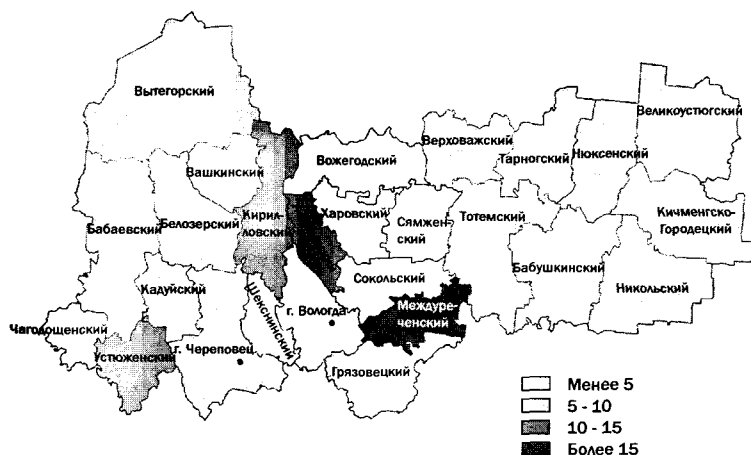 Вытегорский
Великоустюгский
Верховажский
Вожегодский
Тарногский
Нюксенский
Вашкинский
Кирил-
ловский
Харовский
Сямжен-
ский
Тотемский
Кичменгско-
Городецкий
Бабаевский
Белозерский
Бабушкинский
Никольский
Сокольский
Кадуйский
Шекснинский
г. Вологда
Междуре-
ченский
Чагодощенский
Устюженский
г. Череповец
Грязовецкий
Менее 5
5 - 10
10 - 15
Более 15